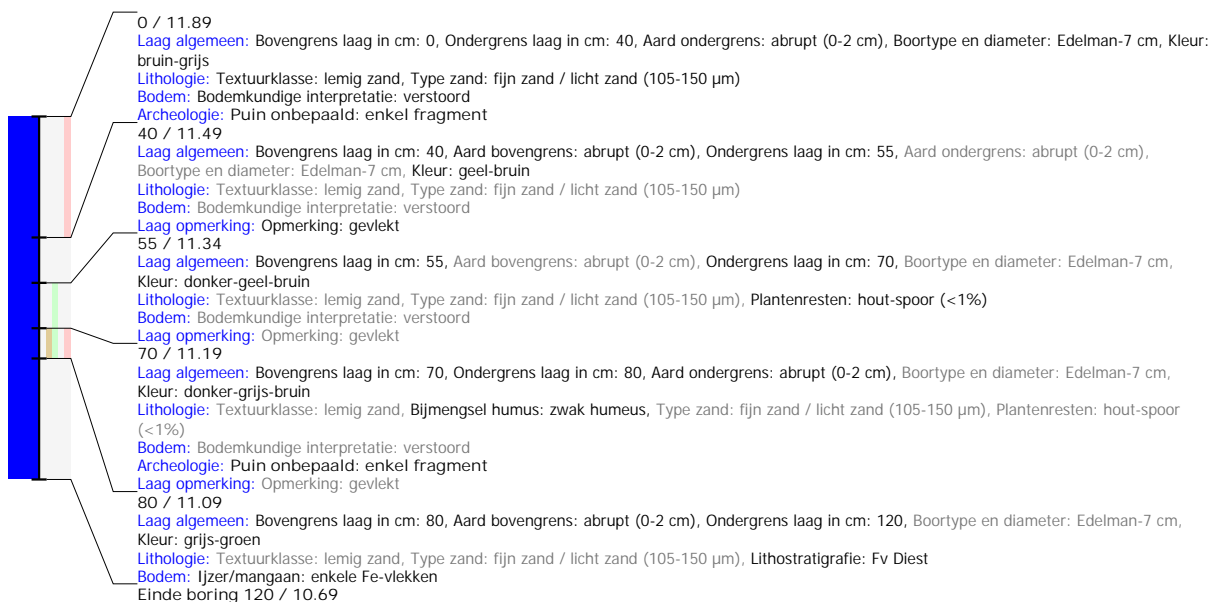 0 / 11.89
Laag algemeen: Bovengrens laag in cm: 0, Ondergrens laag in cm: 40, Aard ondergrens: abrupt (0-2 cm), Boortype en diameter: Edelman-7 cm, Kleur:
bruin-grijs
Lithologie: Textuurklasse: lemig zand, Type zand: fijn zand / licht zand (105-150 µm)
Bodem: Bodemkundige interpretatie: verstoord
Archeologie: Puin onbepaald: enkel fragment
40 / 11.49
Laag algemeen: Bovengrens laag in cm: 40, Aard bovengrens: abrupt (0-2 cm), Ondergrens laag in cm: 55, Aard ondergrens: abrupt (0-2 cm),
Boortype en diameter: Edelman-7 cm, Kleur: geel-bruin
Lithologie: Textuurklasse: lemig zand, Type zand: fijn zand / licht zand (105-150 µm)
Bodem: Bodemkundige interpretatie: verstoord
Laag opmerking: Opmerking: gevlekt
55 / 11.34
Laag algemeen: Bovengrens laag in cm: 55, Aard bovengrens: abrupt (0-2 cm), Ondergrens laag in cm: 70, Boortype en diameter: Edelman-7 cm,
Kleur: donker-geel-bruin
Lithologie: Textuurklasse: lemig zand, Type zand: fijn zand / licht zand (105-150 µm), Plantenresten: hout-spoor (<1%)
Bodem: Bodemkundige interpretatie: verstoord
Laag opmerking: Opmerking: gevlekt
70 / 11.19
Laag algemeen: Bovengrens laag in cm: 70, Ondergrens laag in cm: 80, Aard ondergrens: abrupt (0-2 cm), Boortype en diameter: Edelman-7 cm,
Kleur: donker-grijs-bruin
Lithologie: Textuurklasse: lemig zand, Bijmengsel humus: zwak humeus, Type zand: fijn zand / licht zand (105-150 µm), Plantenresten: hout-spoor
(<1%)
Bodem: Bodemkundige interpretatie: verstoord
Archeologie: Puin onbepaald: enkel fragment
Laag opmerking: Opmerking: gevlekt
80 / 11.09
Laag algemeen: Bovengrens laag in cm: 80, Aard bovengrens: abrupt (0-2 cm), Ondergrens laag in cm: 120, Boortype en diameter: Edelman-7 cm,
Kleur: grijs-groen
Lithologie: Textuurklasse: lemig zand, Type zand: fijn zand / licht zand (105-150 µm), Lithostratigrafie: Fv Diest
Bodem: Ijzer/mangaan: enkele Fe-vlekken
Einde boring 120 / 10.69